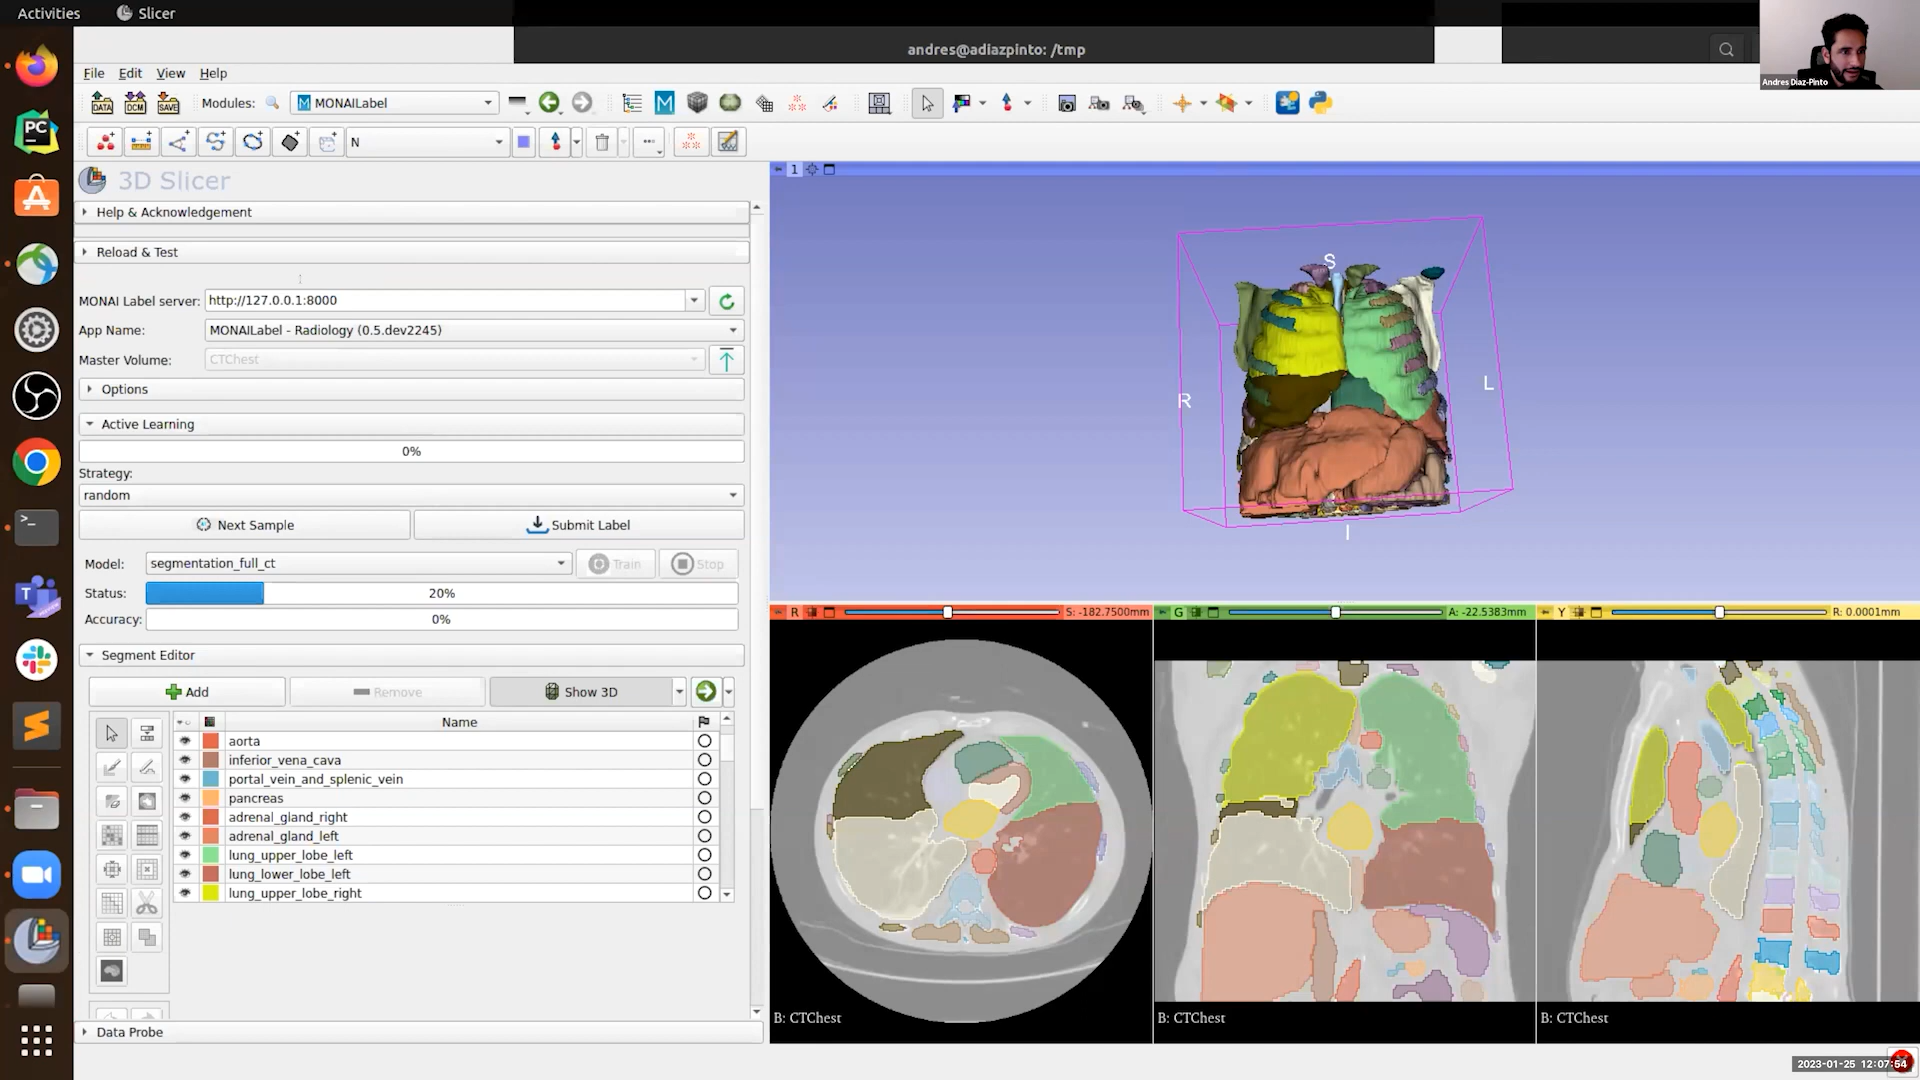 Activities Slicer
andres@adiazpinto: /tmp
Andres Diaz-Pinto
File Edit View Help
DATA DCM SAVE Modules: MONAILabel
N
3D Slicer
Help & Acknowledgement
Reload & Test
MONAI Label server: http://127.0.0.1:8000
App Name: MONAILabel - Radiology (0.5.dev2245)
Master Volume: CTChest
Options
Active Learning
0%
Strategy:
random
Next Sample Submit Label
Model: segmentation_full_ct Train Stop
Status: 20%
Accuracy: 0%
Segment Editor
Add Remove Show 3D
Name
aorta
inferior_vena_cava
portal_vein_and_splenic_vein
pancreas
adrenal_gland_right
adrenal_gland_left
lung_upper_lobe_left
lung_lower_lobe_left
lung_upper_lobe_right
Data Probe
1
S
R
L
I
R S: -182.7500mm
G A: -22.5383mm
Y R: 0.0001mm
B: CTChest
B: CTChest
B: CTChest
2023-01-25 12:07:54